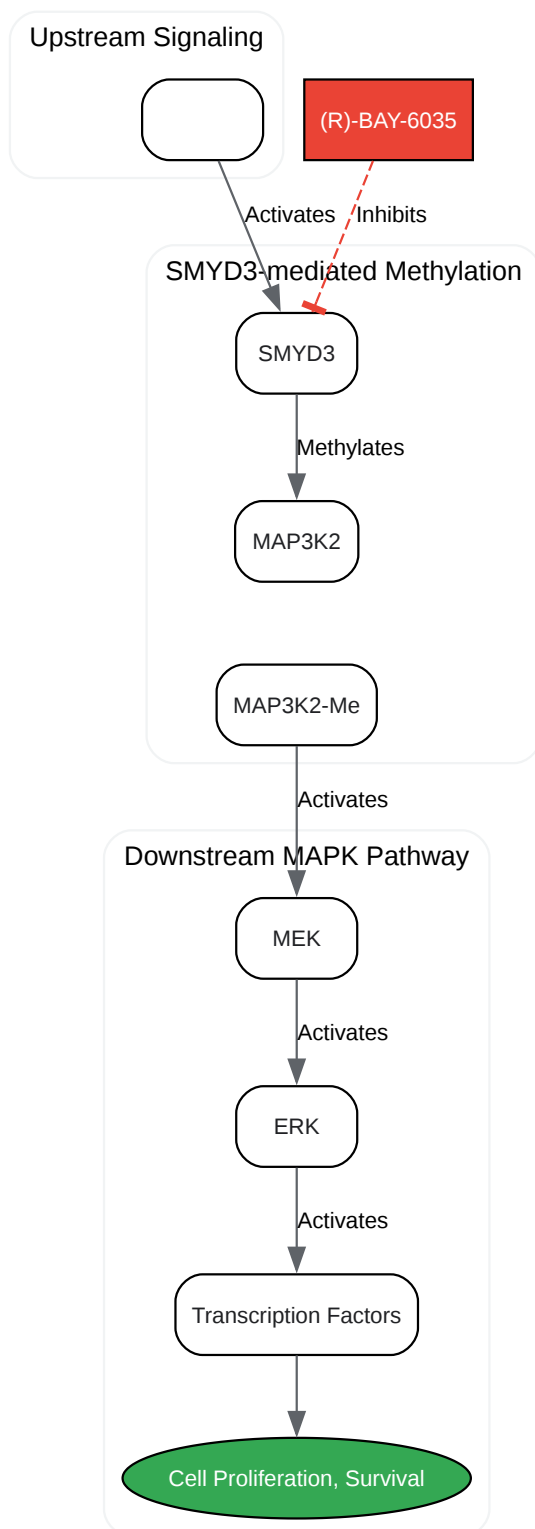 Upstream Signaling
(R)-BAY-6035
Activates
Inhibits
SMYD3-mediated Methylation
SMYD3
Methylates
MAP3K2
MAP3K2-Me
Activates
Downstream MAPK Pathway
MEK
Activates
ERK
Activates
Transcription Factors
Cell Proliferation, Survival